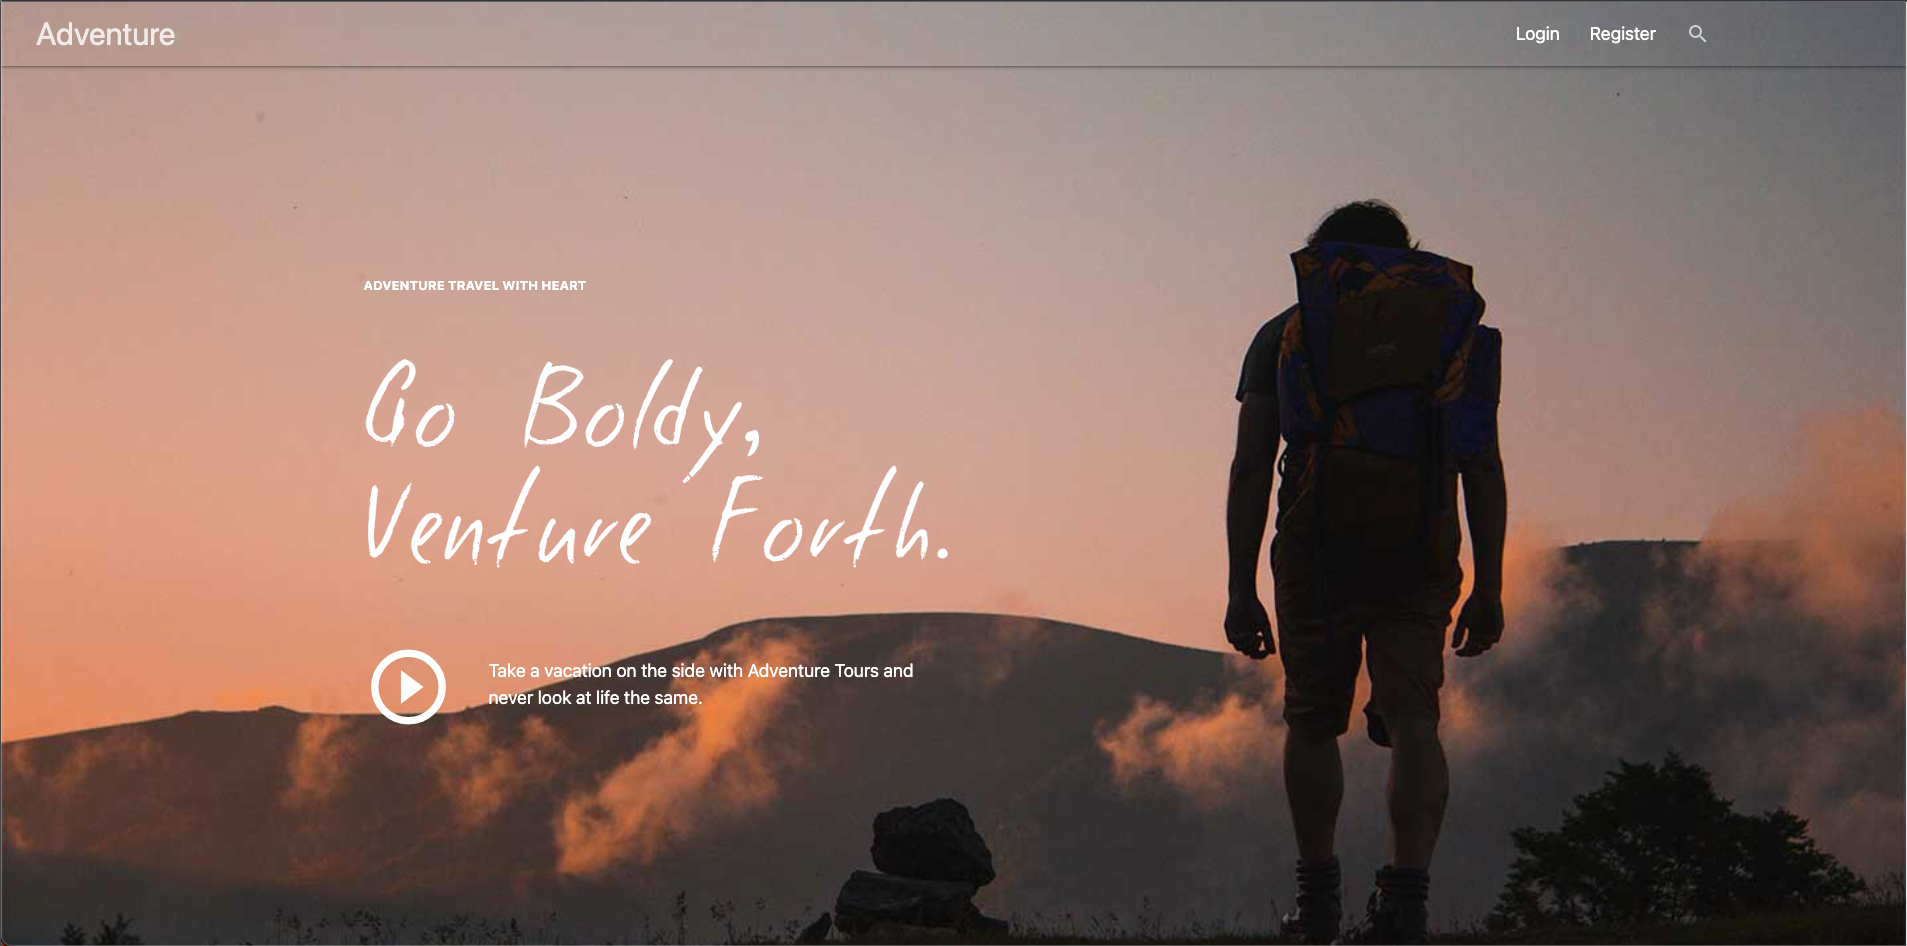 Adventure
Login Register
ADVENTURE TRAVEL WITH HEART
Go Boldy,
Venture Forth.
Take a vacation on the side with Adventure Tours and
never look at life the same.